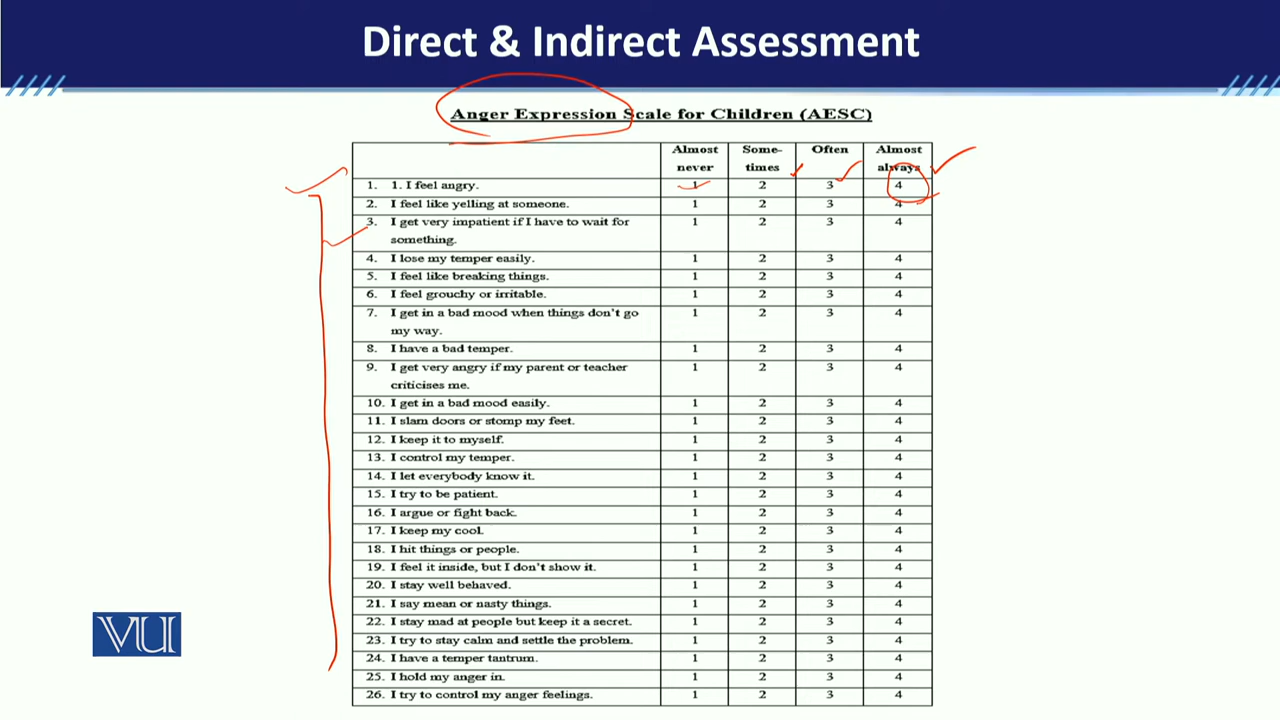 Direct & Indirect Assessment
Anger Expression Scale for Children (AESC)
Almost never Some-times Often Almost always
1. 1. I feel angry. 1 2 3 4
2. I feel like yelling at someone. 1 2 3 4
3. I get very impatient if I have to wait for 1 2 3 4
something.
4. I lose my temper easily. 1 2 3 4
5. I feel like breaking things. 1 2 3 4
6. I feel grouchy or irritable. 1 2 3 4
7. I get in a bad mood when things don't go 1 2 3 4
my way.
8. I have a bad temper. 1 2 3 4
9. I get very angry if my parent or teacher 1 2 3 4
criticises me.
10. I get in a bad mood easily. 1 2 3 4
11. I slam doors or stomp my feet. 1 2 3 4
12. I keep it to myself. 1 2 3 4
13. I control my temper. 1 2 3 4
14. I let everybody know it. 1 2 3 4
15. I try to be patient. 1 2 3 4
16. I argue or fight back. 1 2 3 4
17. I keep my cool. 1 2 3 4
18. I hit things or people. 1 2 3 4
19. I feel it inside, but I don't show it. 1 2 3 4
20. I stay well behaved. 1 2 3 4
21. I say mean or nasty things. 1 2 3 4
22. I stay mad at people but keep it a secret. 1 2 3 4
23. I try to stay calm and settle the problem. 1 2 3 4
24. I have a temper tantrum. 1 2 3 4
25. I hold my anger in. 1 2 3 4
26. I try to control my anger feelings. 1 2 3 4
VU